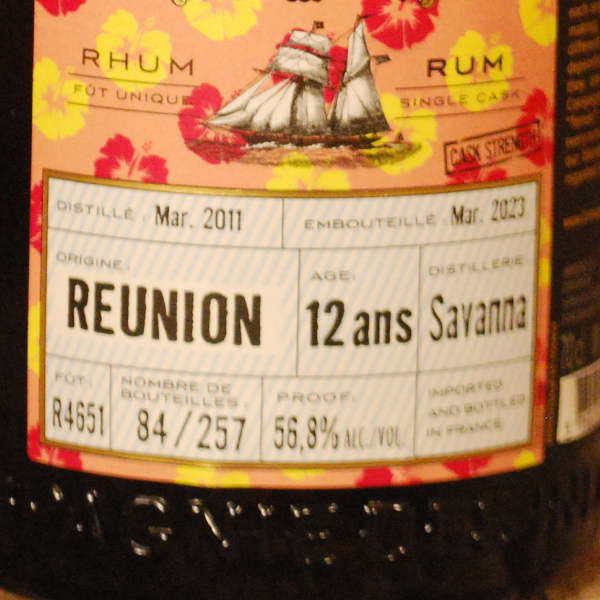 RHUM
FÛT UNIQUE
RUM
SINGLE CASK
CASK STRENGTH
DISTILLÉ : Mar. 2011
EMBOUTEILLÉ : Mar. 2023
ORIGINE :
REUNION
AGE :
12 ans
DISTILLERIE
Savanna
FÛT :
R4651
NOMBRE DE
BOUTEILLES :
84/257
PROOF :
56,8% ALC./VOL.
IMPORTED
AND BOTTLED
IN FRANCE